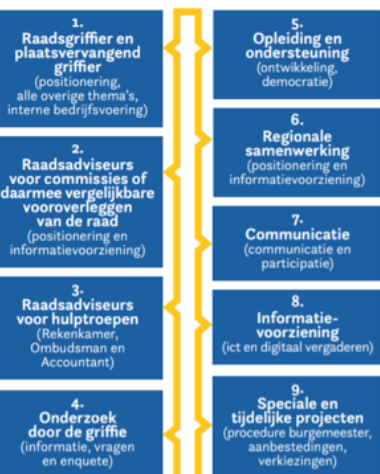 1.
Raadsgriffier en
plaatsvervangend
griffier
(positionering,
alle overige thema's,
interne bedrijfsvoering)
2.
Raadsadviseurs
voor commissies of
daarmee vergelijkbare
vooroverleggen
van de raad
(positionering en
informatievoorziening)
3.
Raadsadviseurs
voor hulptroepen
(Rekenkamer,
Ombudsman en
Accountant)
4.
Onderzoek
door de griffie
(informatie, vragen
en enquete)
5.
Opleiding en
ondersteuning
(ontwikkeling,
democratie)
6.
Regionale
samenwerking
(positionering en
informatievoorziening)
7.
Communicatie
(communicatie en
participatie)
8.
Informatie-
voorziening
(ict en digitaal vergaderen)
9.
Speciale en
tijdelijke projecten
(procedure burgemeester,
aanbestedingen,
verkiezingen)